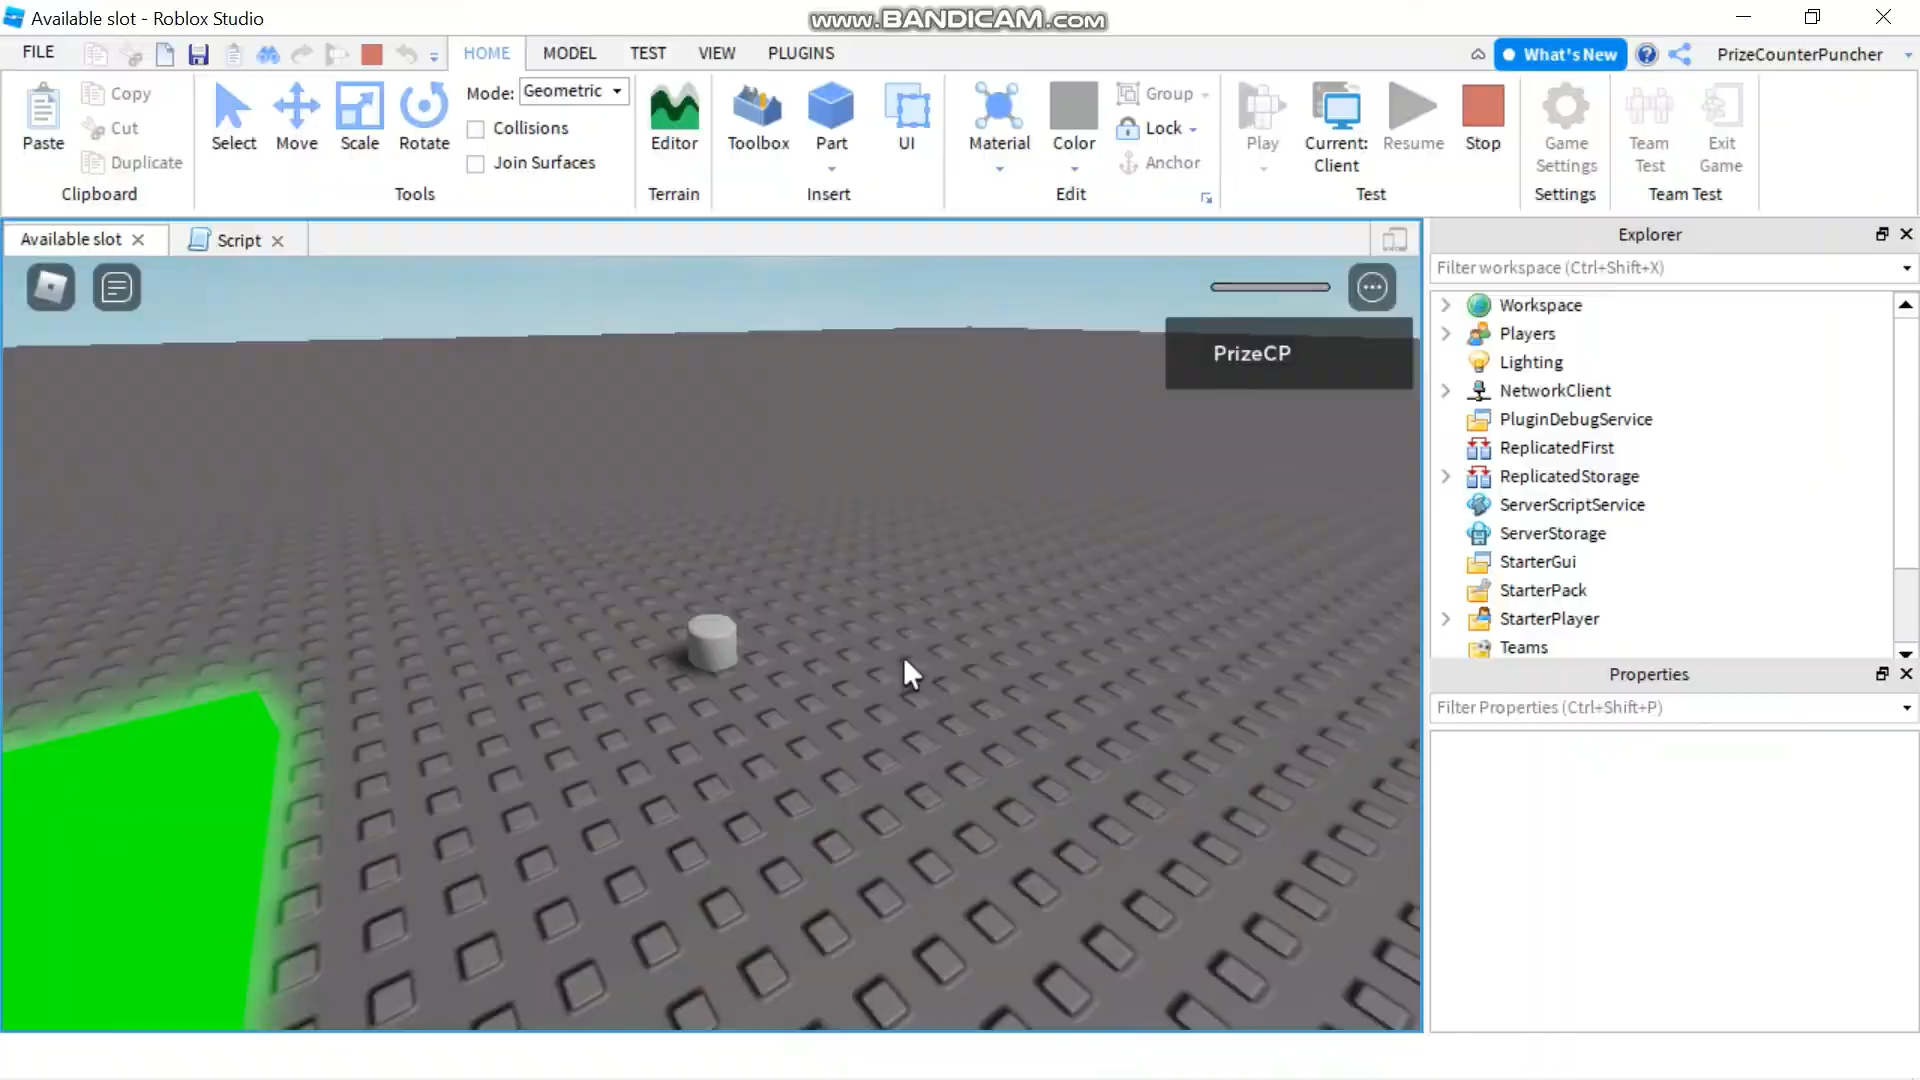 Available slot - Roblox Studio
www.BANDICAM.com
FILE
HOME
MODEL
TEST
VIEW
PLUGINS
What's New
PrizeCounterPuncher
Paste
Copy
Cut
Duplicate
Clipboard
Select
Move
Scale
Rotate
Mode: Geometric
Collisions
Join Surfaces
Tools
Editor
Terrain
Toolbox
Part
UI
Insert
Material
Color
Group
Lock
Anchor
Edit
Play
Current:
Client
Resume
Stop
Test
Game
Settings
Settings
Team
Test
Exit
Game
Team Test
Available slot
Script
PrizeCP
Explorer
Filter workspace (Ctrl+Shift+X)
Workspace
Players
Lighting
NetworkClient
PluginDebugService
ReplicatedFirst
ReplicatedStorage
ServerScriptService
ServerStorage
StarterGui
StarterPack
StarterPlayer
Teams
Properties
Filter Properties (Ctrl+Shift+P)